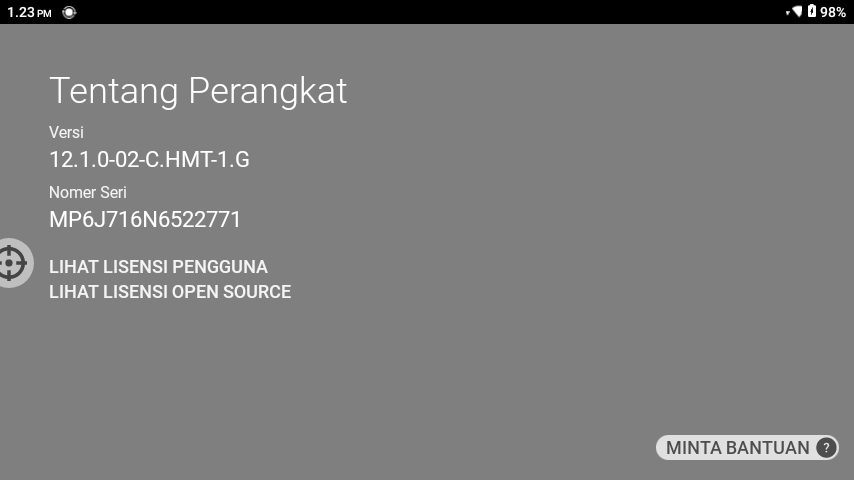 1.23 PM
98%
Tentang Perangkat
Versi
12.1.0-02-C.HMT-1.G
Nomer Seri
MP6J716N6522771
LIHAT LISENSI PENGGUNA
LIHAT LISENSI OPEN SOURCE
MINTA BANTUAN ?